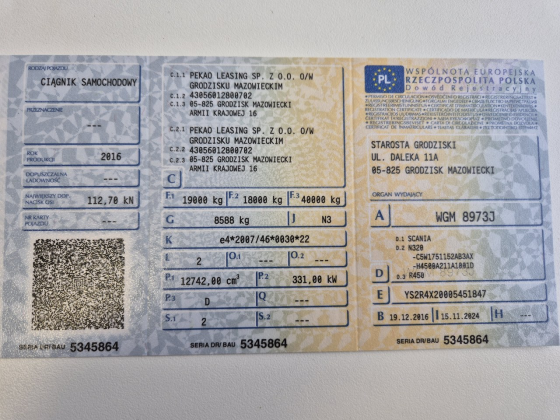 RODZAJ POJAZDU
CIĄGNIK SAMOCHODOWY
PRZEZNACZENIE
---
ROK PRODUKCJI
2016
DOPUSZCZALNA ŁADOWNOŚĆ
---
NAJWIĘKSZY DOP. NACISK OSI
112,70 kN
NR KARTY POJAZDU
---
SERIA DR/BAU 5345864
C.1.1 PEKAO LEASING SP. Z O.O. O/W
GRODZISKU MAZOWIECKIM
C.1.2 43056012800702
C.1.3 05-825 GRODZISK MAZOWIECKI
ARMII KRAJOWEJ 16
C.2.1 PEKAO LEASING SP. Z O.O. O/W
GRODZISKU MAZOWIECKIM
C.2.2 43056012800702
C.2.3 05-825 GRODZISK MAZOWIECKI
ARMII KRAJOWEJ 16
C
F.1 19000 kg F.2 18000 kg F.3 40000 kg
G 8588 kg J N3
K e4*2007/46*0030*22
L 2 O.1 --- O.2 ---
P.1 12742,00 cm³ P.2 331,00 kW
P.3 D Q ---
S.1 2 S.2 ---
SERIA DR/BAU 5345864
PL
WSPÓLNOTA EUROPEJSKA
RZECZPOSPOLITA POLSKA
Dowód Rejestracyjny
STAROSTA GRODZISKI
UL. DALEKA 11A
05-825 GRODZISK MAZOWIECKI
ORGAN WYDAJĄCY
A WGM 8973J
D.1 SCANIA
D.2 N320
D
D.3 R450
E YS2R4X20005451847
B 19.12.2016 I 15.11.2024 H ---
SERIA DR/BAU 5345864